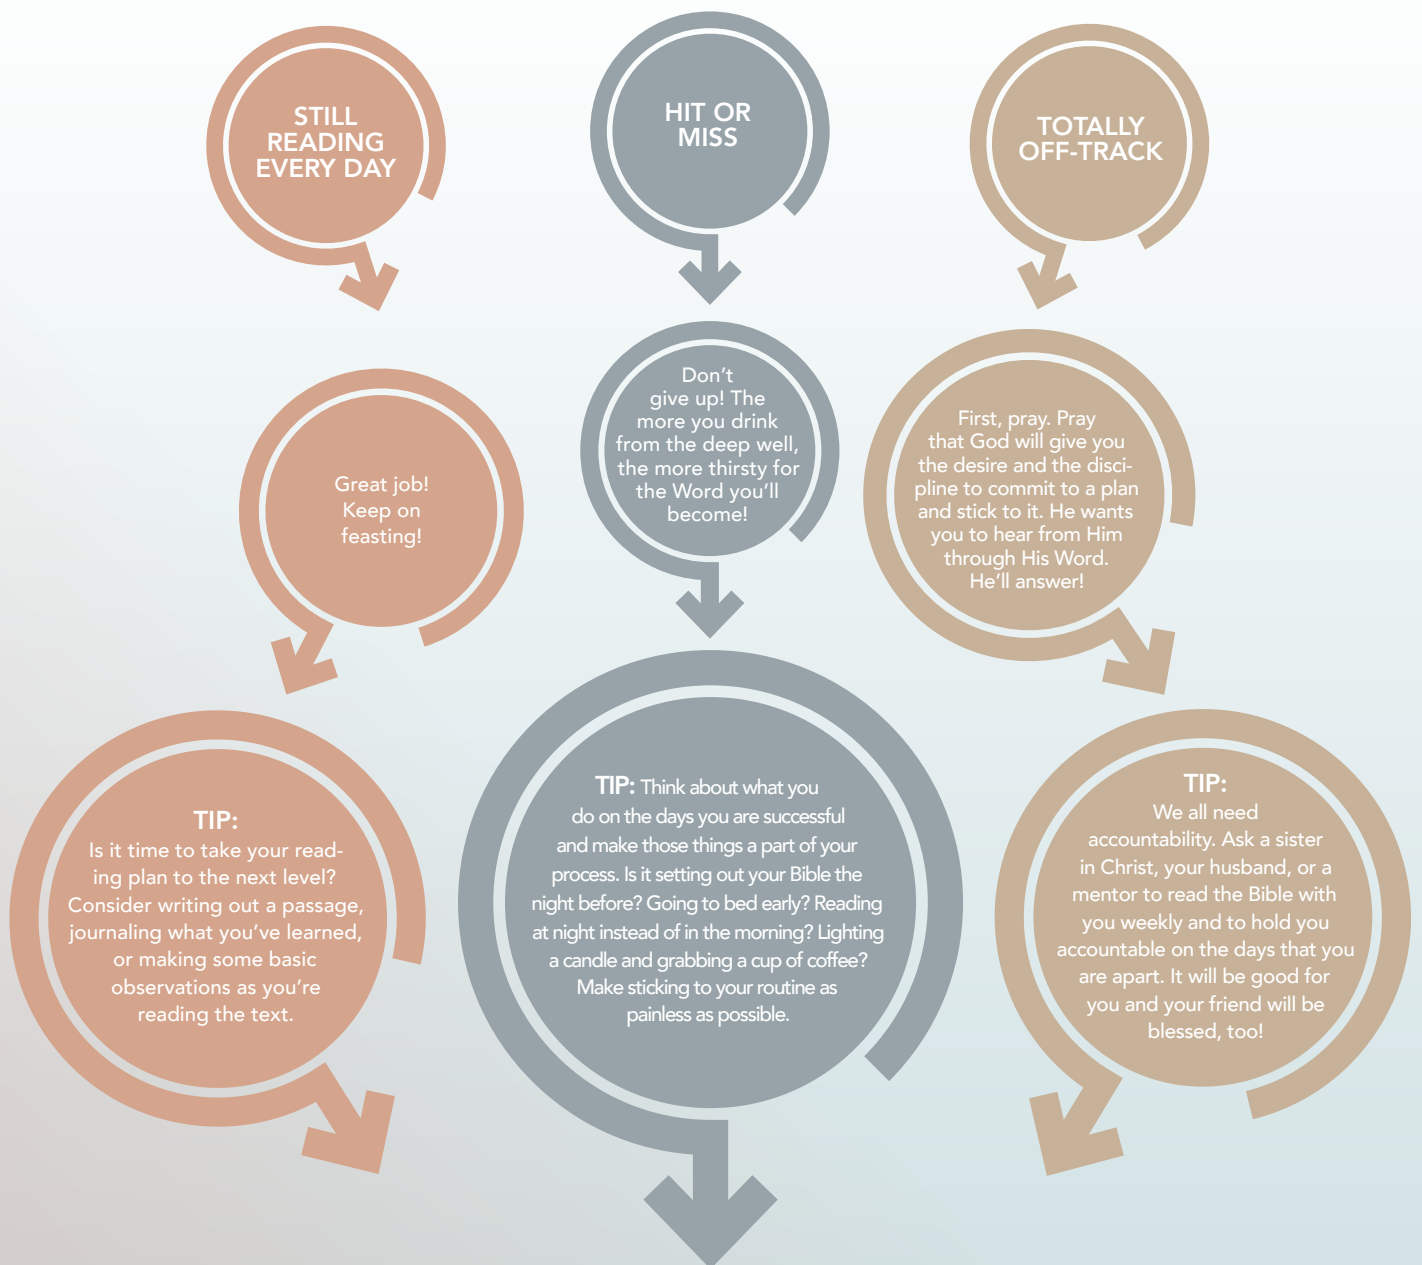 STILL
READING
EVERY DAY
HIT OR
MISS
TOTALLY
OFF-TRACK
Great job!
Keep on
feasting!
Don't
give up! The
more you drink
from the deep well,
the more thirsty for
the Word you'll
become!
First, pray. Pray
that God will give you
the desire and the disci-
pline to commit to a plan
and stick to it. He wants
you to hear from Him
through His Word.
He'll answer!
TIP:
Is it time to take your read-
ing plan to the next level?
Consider writing out a passage,
journaling what you've learned,
or making some basic
observations as you're
reading the text.
TIP: Think about what you
do on the days you are successful
and make those things a part of your
process. Is it setting out your Bible the
night before? Going to bed early? Reading
at night instead of in the morning? Lighting
a candle and grabbing a cup of coffee?
Make sticking to your routine as
painless as possible.
TIP:
We all need
accountability. Ask a sister
in Christ, your husband, or a
mentor to read the Bible with
you weekly and to hold you
accountable on the days that you
are apart. It will be good for
you and your friend will be
blessed, too!